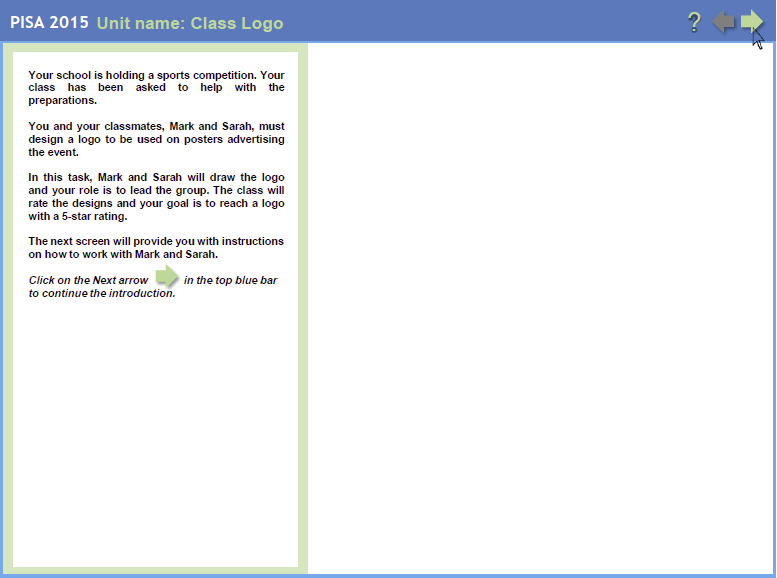 PISA 2015 Unit name: Class Logo ?
Your school is holding a sports competition. Your
class has been asked to help with the
preparations.
You and your classmates, Mark and Sarah, must
design a logo to be used on posters advertising
the event.
In this task, Mark and Sarah will draw the logo
and your role is to lead the group. The class will
rate the designs and your goal is to reach a logo
with a 5-star rating.
The next screen will provide you with instructions
on how to work with Mark and Sarah.
Click on the Next arrow in the top blue bar
to continue the introduction.